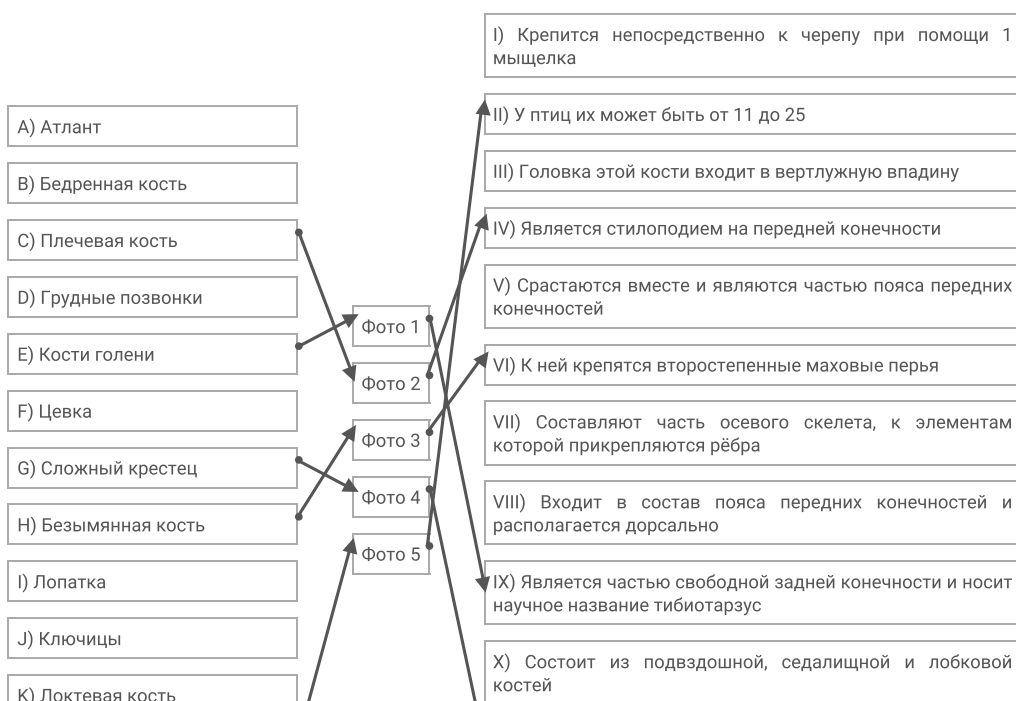 A) Атлант
B) Бедренная кость
C) Плечевая кость
D) Грудные позвонки
E) Кости голени
F) Цевка
G) Сложный крестец
H) Безымянная кость
I) Лопатка
J) Ключицы
K) Локтевая кость
Фото 1
Фото 2
Фото 3
Фото 4
Фото 5
I) Крепится непосредственно к черепу при помощи 1
мыщелка
II) У птиц их может быть от 11 до 25
III) Головка этой кости входит в вертлужную впадину
IV) Является стилоподием на передней конечности
V) Срастаются вместе и являются частью пояса передних
конечностей
VI) К ней крепятся второстепенные маховые перья
VII) Составляют часть осевого скелета, к элементам
которой прикрепляются рёбра
VIII) Входит в состав пояса передних конечностей и
располагается дорсально
IX) Является частью свободной задней конечности и носит
научное название тибиотарзус
X) Состоит из подвздошной, седалищной и лобковой
костей